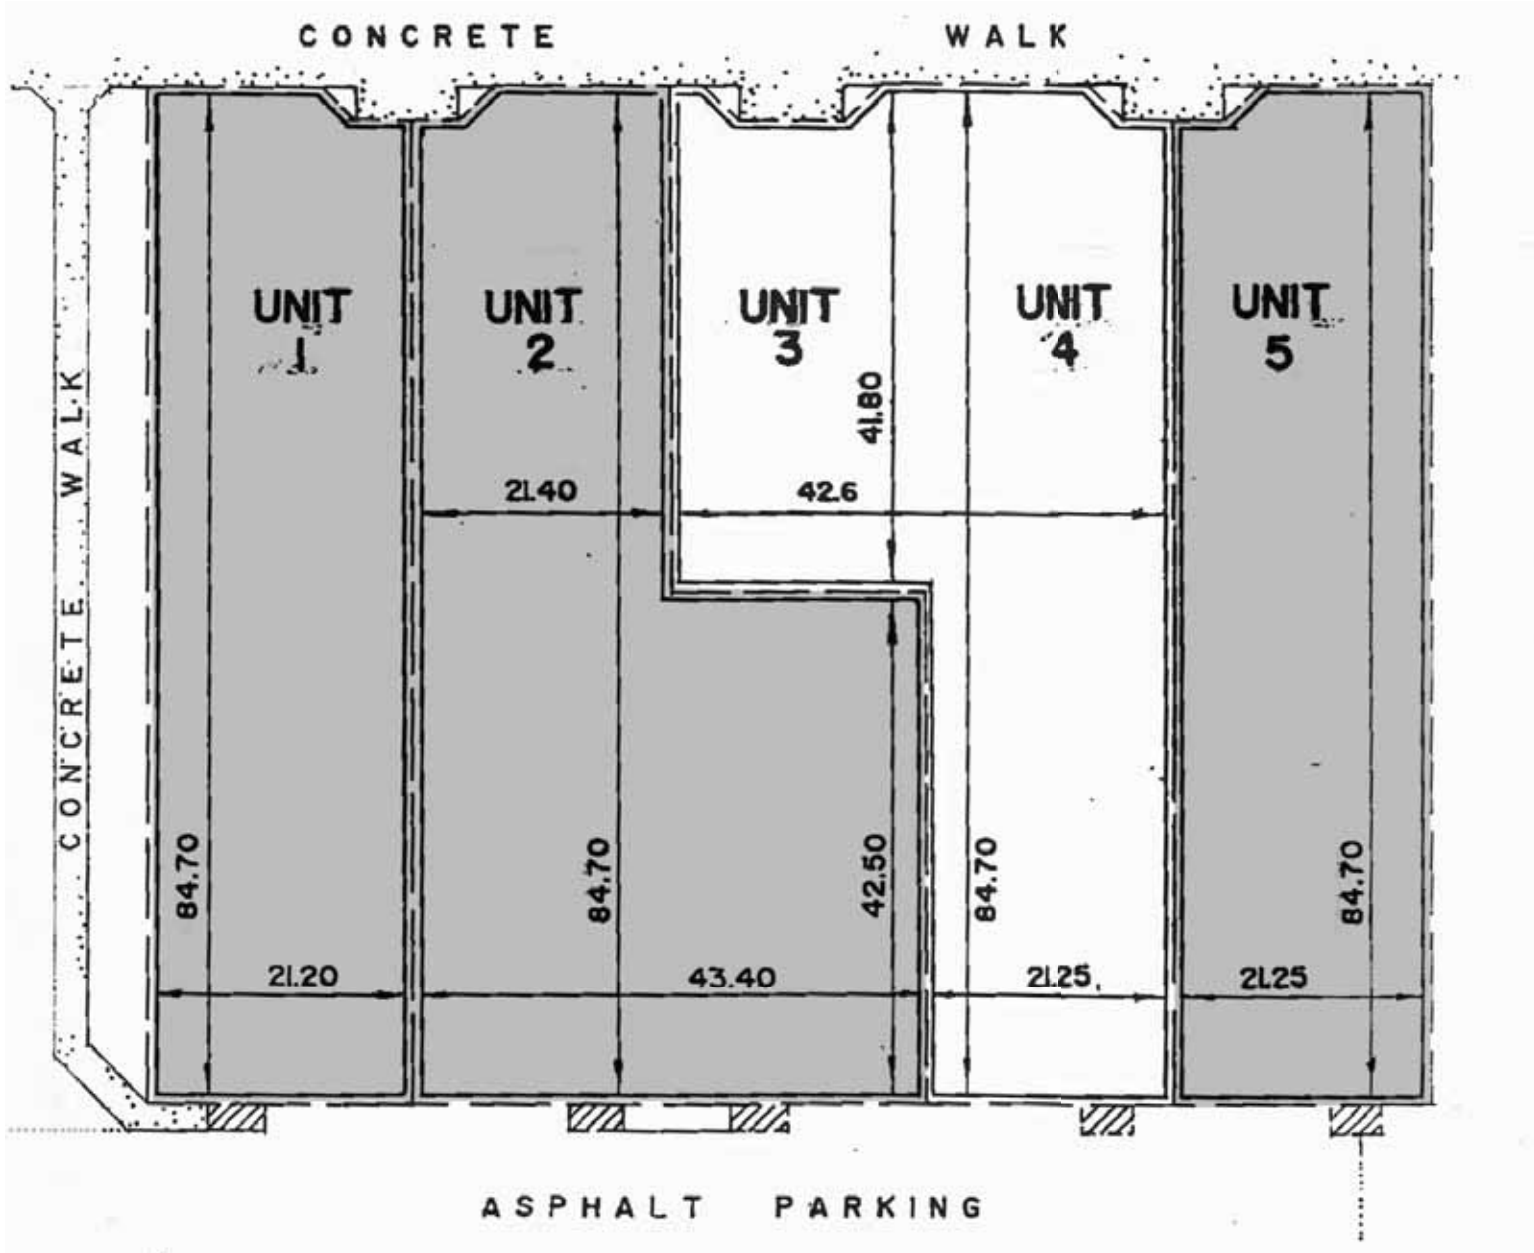 CONCRETE WALK
UNIT 1
UNIT 2
UNIT 3
UNIT 4
UNIT 5
CONCRETE WALK
41.80
21.40
42.6
84.70
84.70
42.50
84.70
84.70
21.20
43.40
21.25
21.25
ASPHALT PARKING